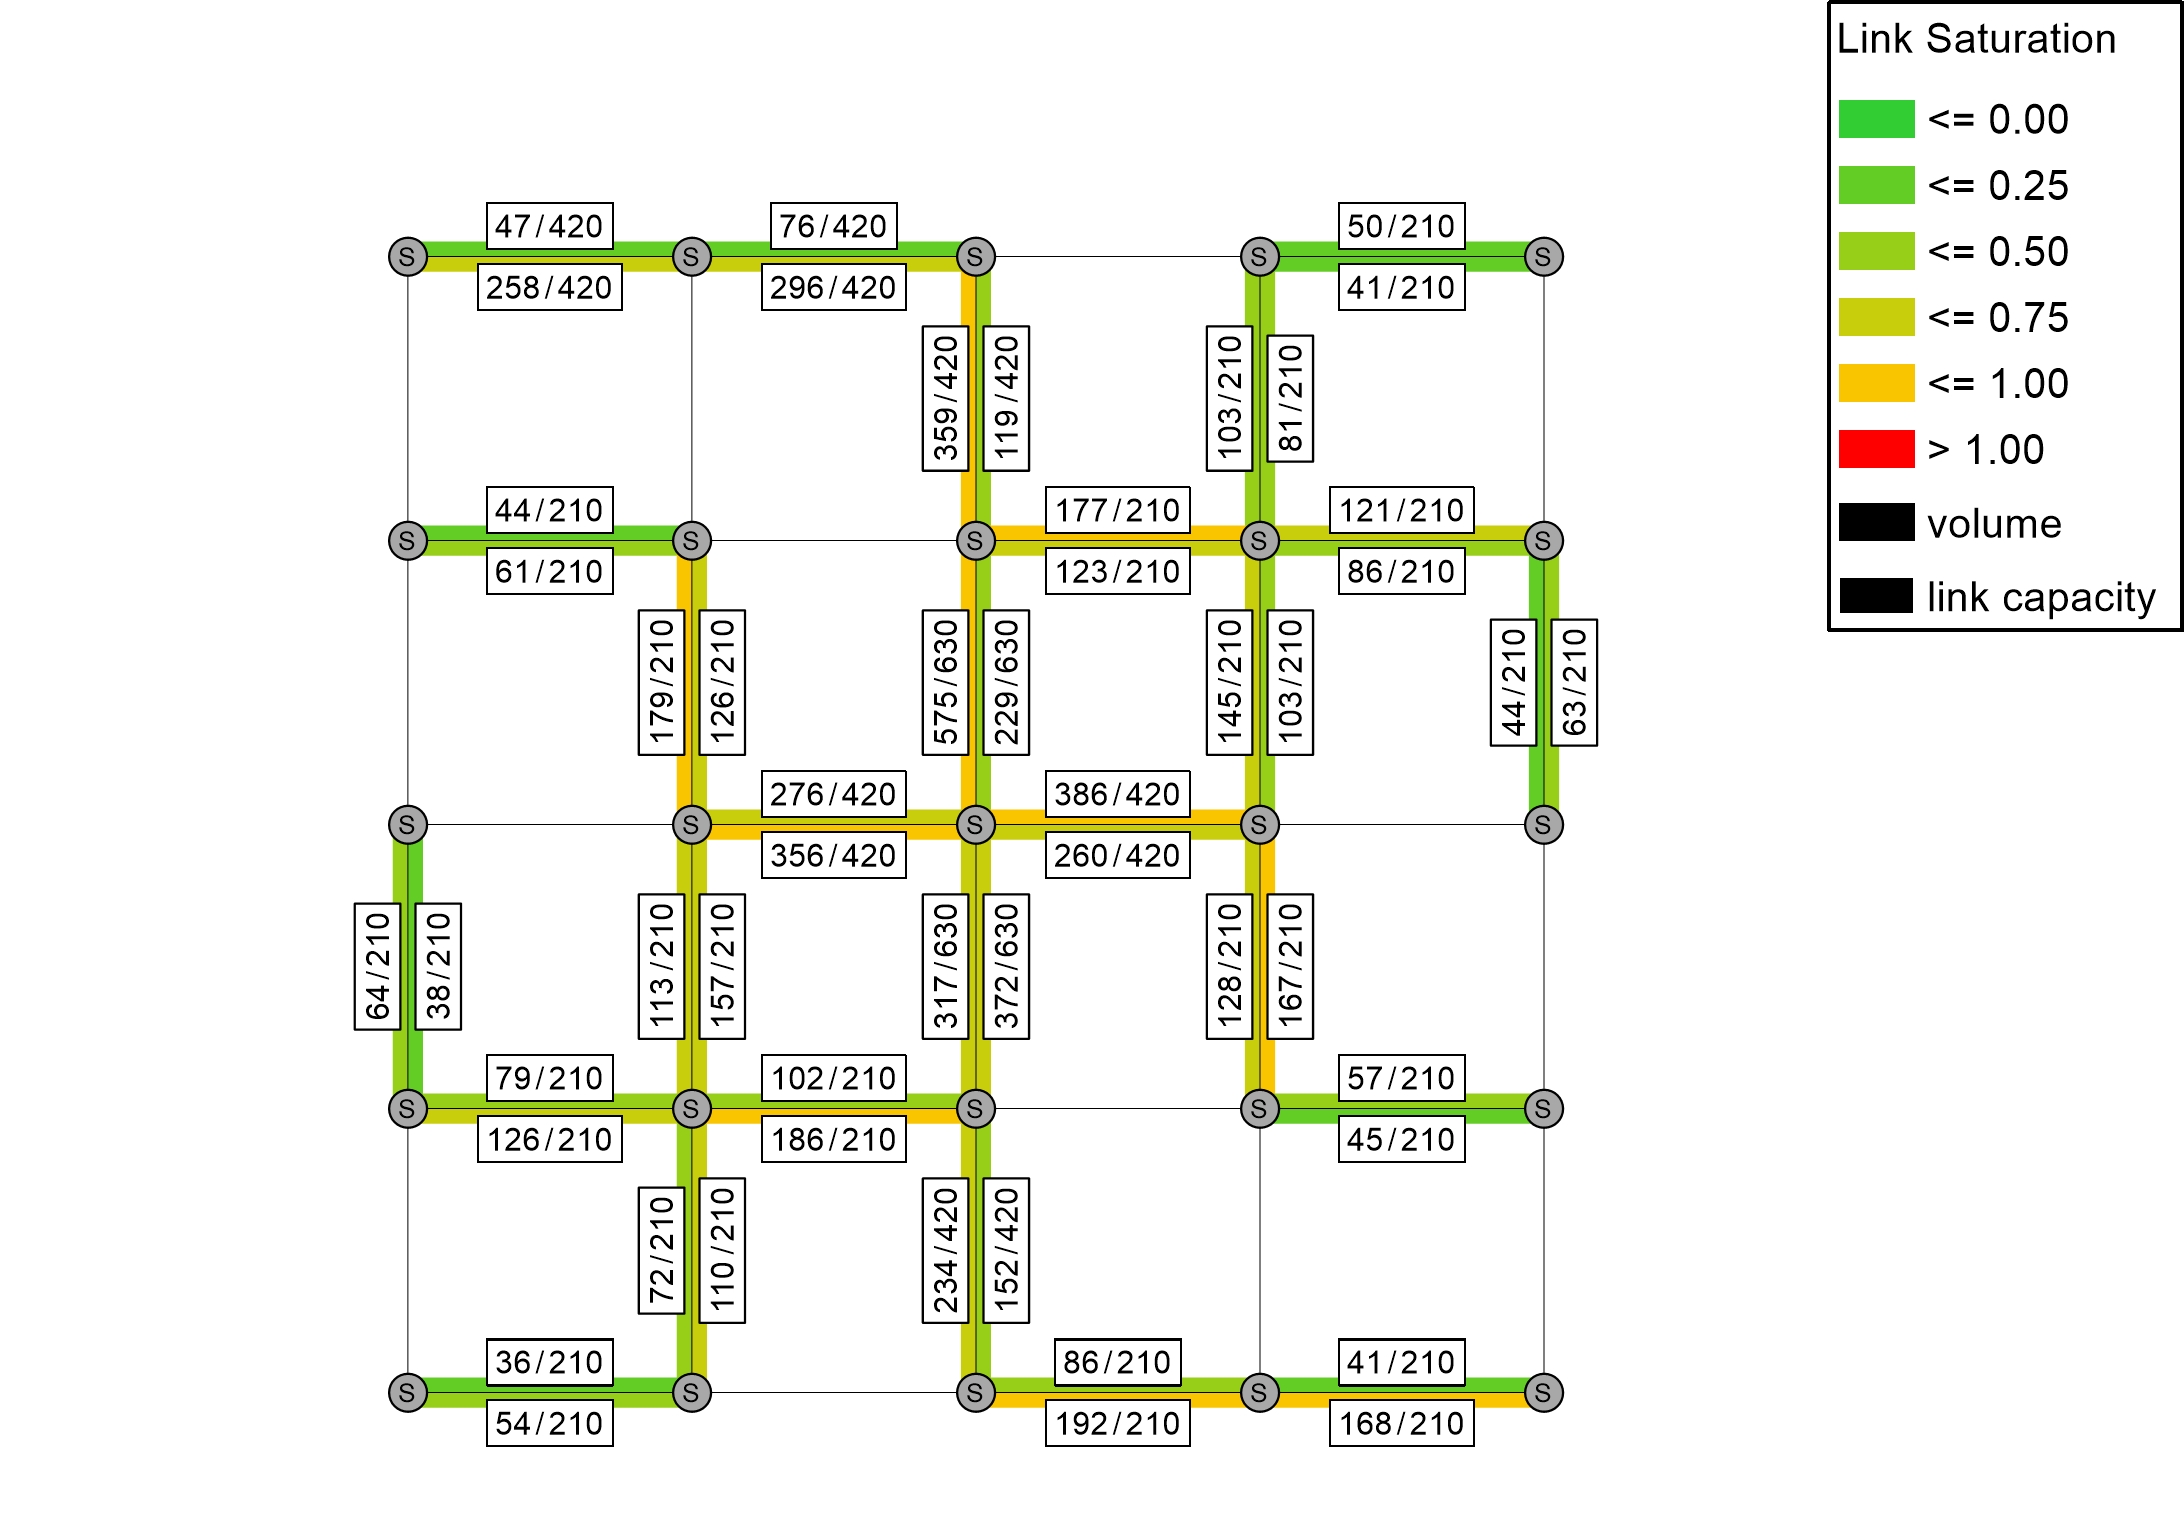 Link Saturation
<= 0.00
<= 0.25
<= 0.50
<= 0.75
<= 1.00
> 1.00
volume
link capacity
47/420
76/420
50/210
S
S
S
S
S
258/420
296/420
41/210
359/420
119/420
103/210
81/210
44/210
177/210
121/210
S
S
S
S
S
61/210
123/210
86/210
179/210
126/210
575/630
229/630
145/210
103/210
44/210
63/210
276/420
386/420
S
S
S
S
S
356/420
260/420
64/210
38/210
113/210
157/210
317/630
372/630
128/210
167/210
79/210
102/210
57/210
S
S
S
S
S
126/210
186/210
45/210
72/210
110/210
234/420
152/420
36/210
86/210
41/210
S
S
S
S
S
54/210
192/210
168/210